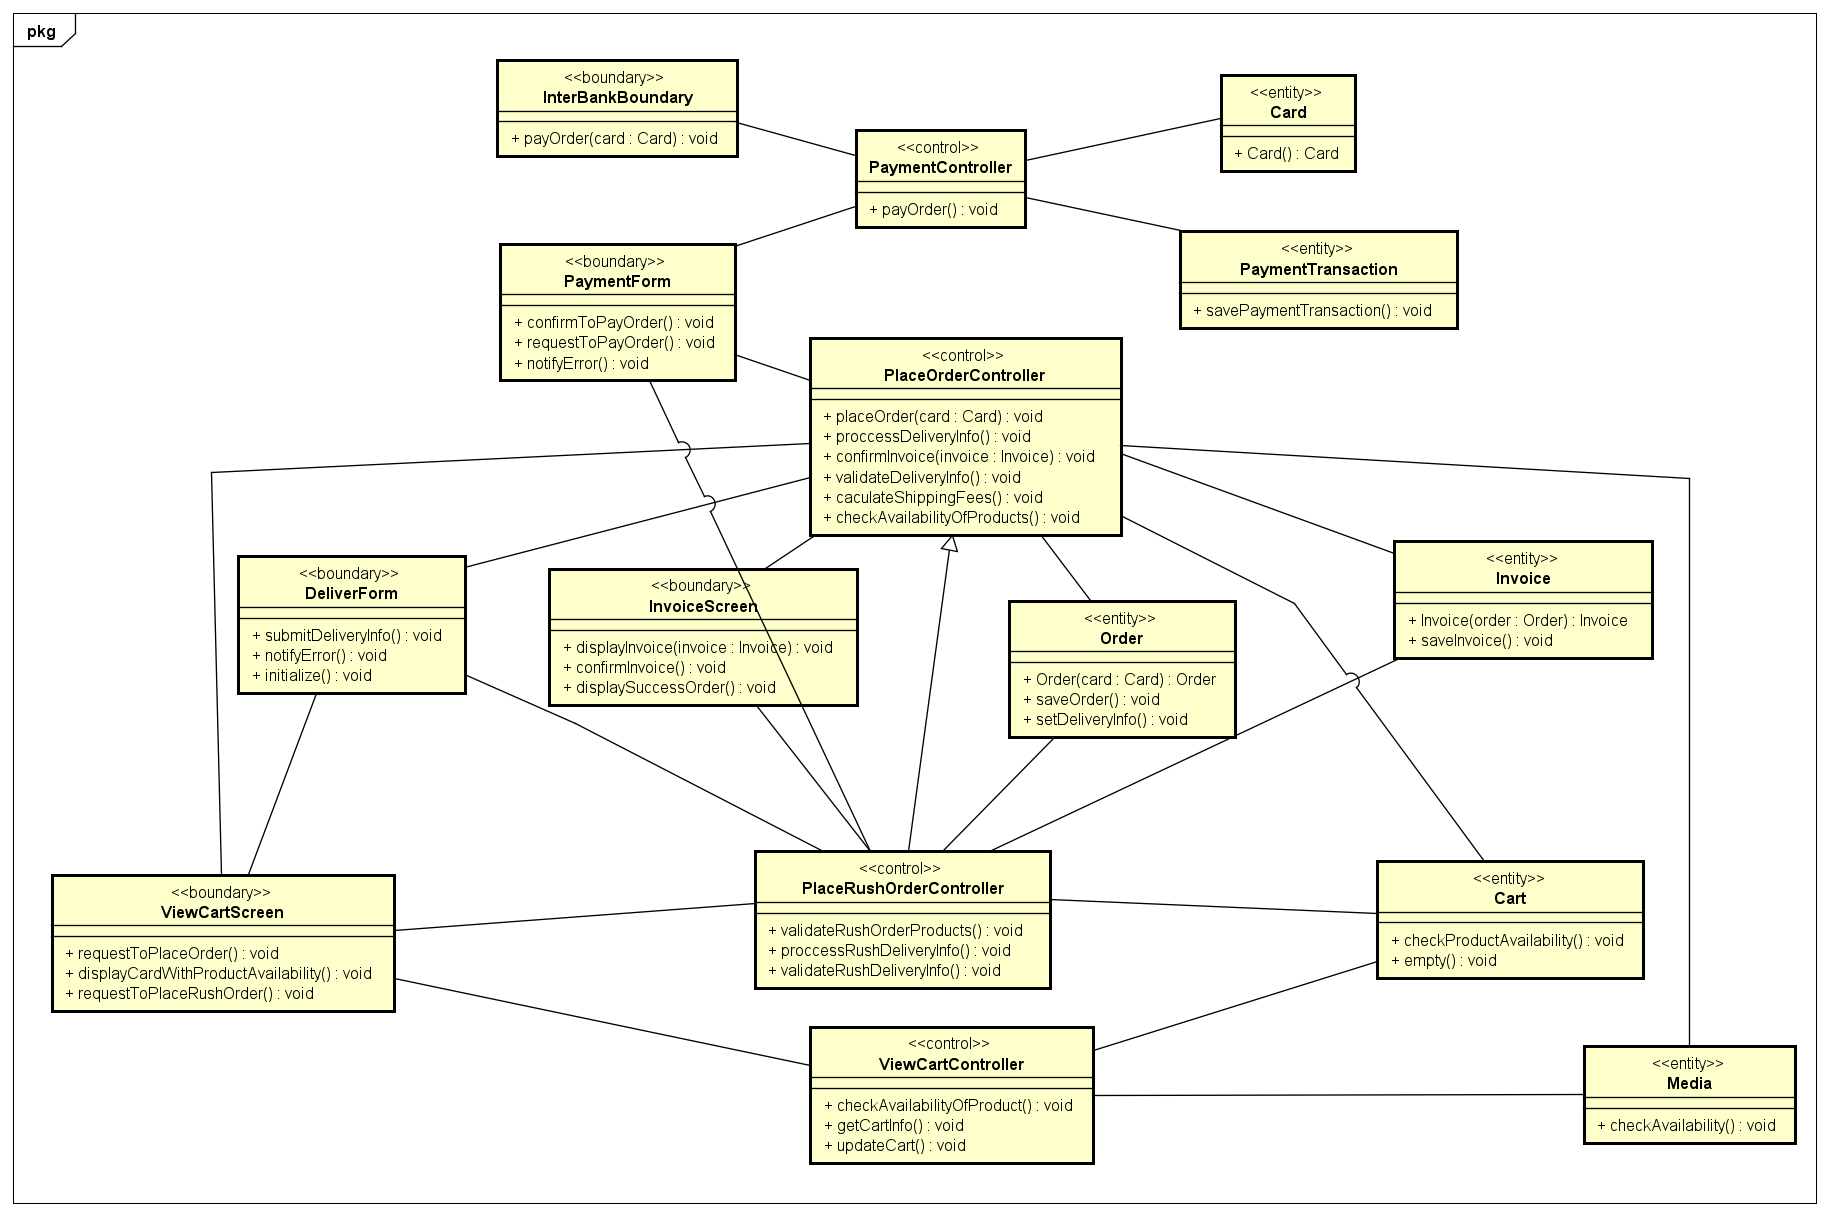 pkg
<<boundary>>
InterBankBoundary
+ payOrder(card : Card) : void
<<entity>>
Card
+ Card() : Card
<<control>>
PaymentController
+ payOrder() : void
<<boundary>>
PaymentForm
+ confirmToPayOrder() : void
+ requestToPayOrder() : void
+ notifyError() : void
<<entity>>
PaymentTransaction
+ savePaymentTransaction() : void
<<control>>
PlaceOrderController
+ placeOrder(card : Card) : void
+ proccessDeliveryInfo() : void
+ confirmInvoice(invoice : Invoice) : void
+ validateDeliveryInfo() : void
+ caculateShippingFees() : void
+ checkAvailabilityOfProducts() : void
<<boundary>>
DeliverForm
+ submitDeliveryInfo() : void
+ notifyError() : void
+ initialize() : void
<<boundary>>
InvoiceScreen
+ displayInvoice(invoice : Invoice) : void
+ confirmInvoice() : void
+ displaySuccessOrder() : void
<<entity>>
Order
+ Order(card : Card) : Order
+ saveOrder() : void
+ setDeliveryInfo() : void
<<entity>>
Invoice
+ Invoice(order : Order) : Invoice
+ saveInvoice() : void
<<boundary>>
ViewCartScreen
+ requestToPlaceOrder() : void
+ displayCardWithProductAvailability() : void
+ requestToPlaceRushOrder() : void
<<control>>
PlaceRushOrderController
+ validateRushOrderProducts() : void
+ proccessRushDeliveryInfo() : void
+ validateRushDeliveryInfo() : void
<<entity>>
Cart
+ checkProductAvailability() : void
+ empty() : void
<<control>>
ViewCartController
+ checkAvailabilityOfProduct() : void
+ getCartInfo() : void
+ updateCart() : void
<<entity>>
Media
+ checkAvailability() : void